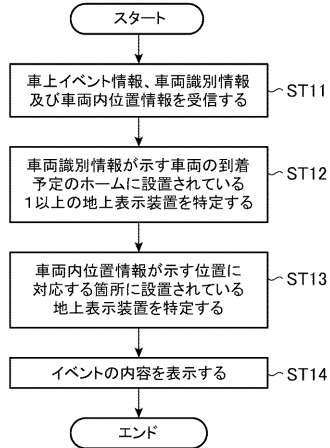 スタート
車上イベント情報、車両識別情報
及び車両内位置情報を受信する
ST11
車両識別情報が示す車両の到着
予定のホームに設置されている
1以上の地上表示装置を特定する
ST12
車両内位置情報が示す位置に
対応する箇所に設置されている
地上表示装置を特定する
ST13
イベントの内容を表示する
ST14
エンド